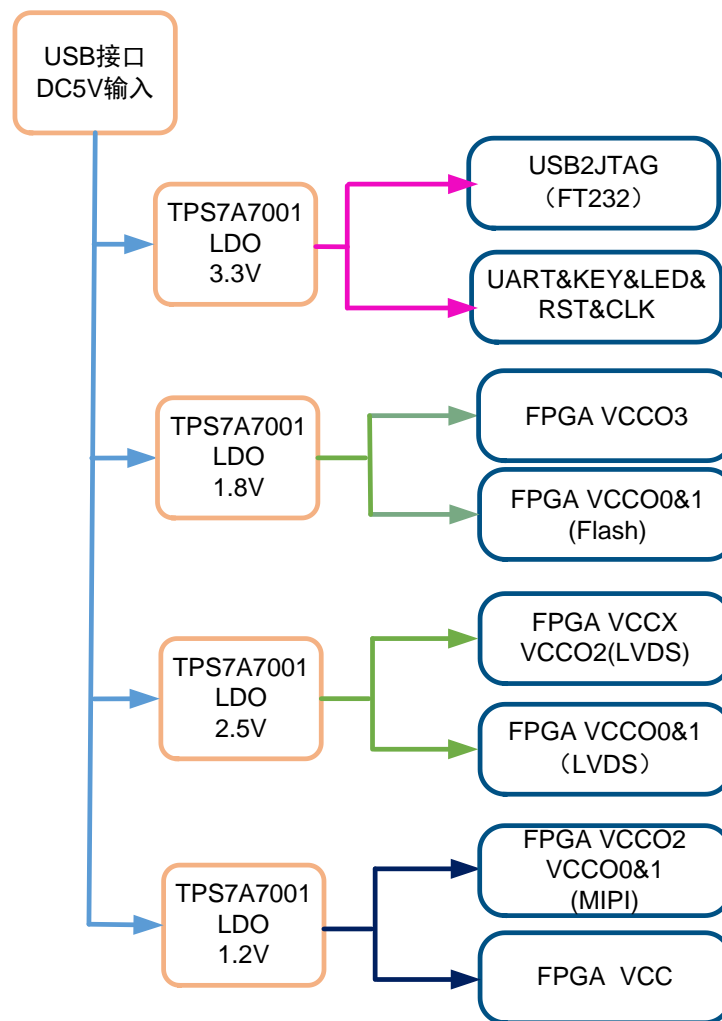 USB接口
DC5V输入
TPS7A7001
LDO
3.3V
USB2JTAG
（FT232）
UART&KEY&LED&
RST&CLK
TPS7A7001
LDO
1.8V
FPGA VCCO3
FPGA VCCO0&1
(Flash)
TPS7A7001
LDO
2.5V
FPGA VCCX
VCCO2(LVDS)
FPGA VCCO0&1
（LVDS）
TPS7A7001
LDO
1.2V
FPGA VCCO2
VCCO0&1
(MIPI)
FPGA VCC